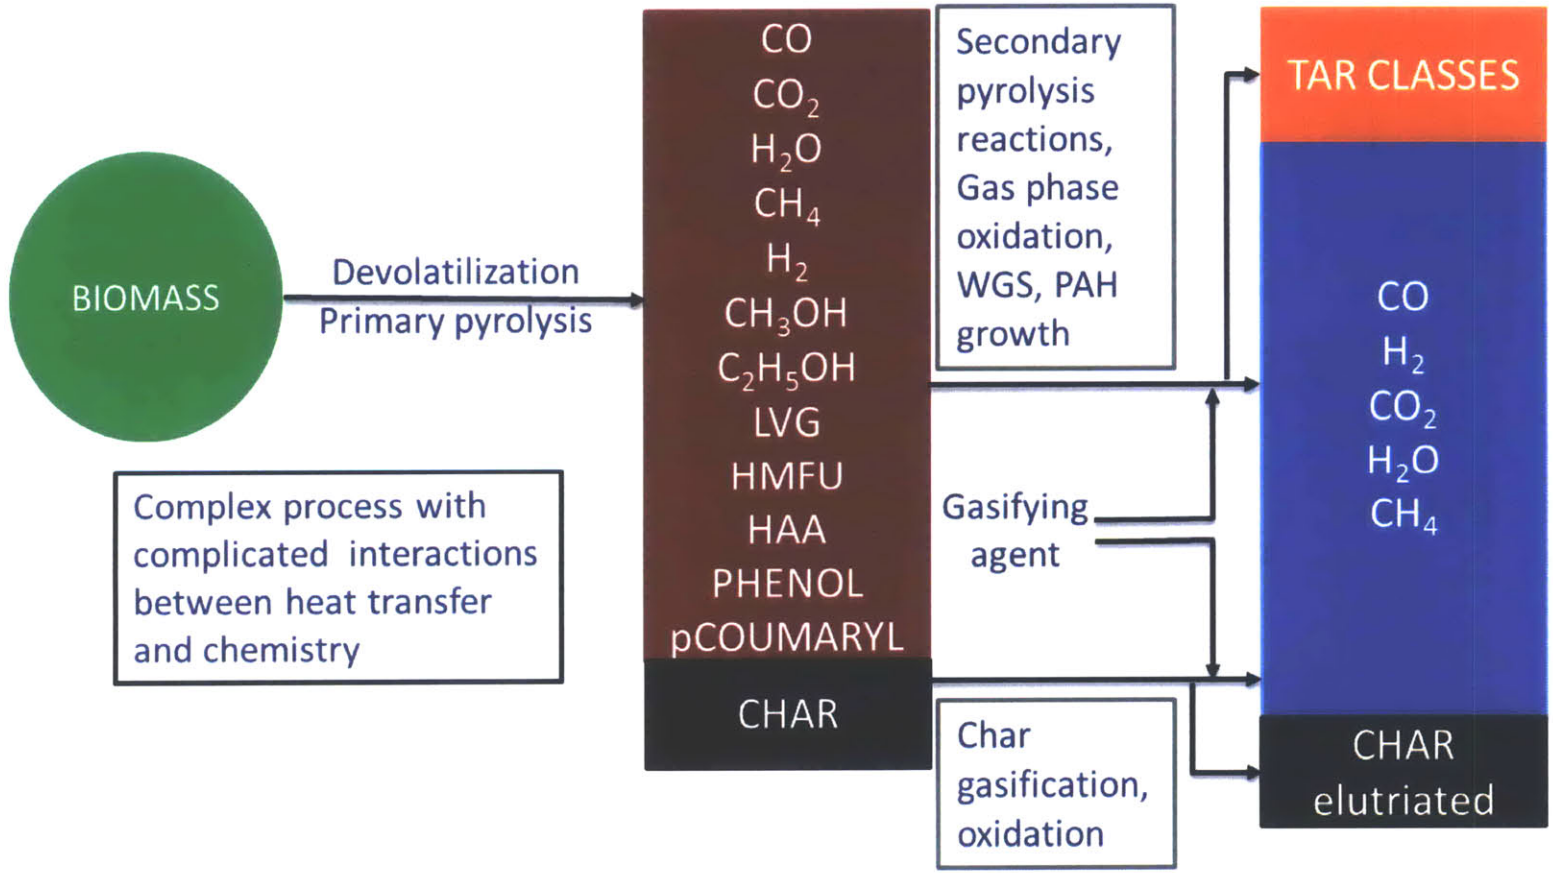 BIOMASS
Devolatilization
Primary pyrolysis
Complex process with
complicated interactions
between heat transfer
and chemistry
CO
CO₂
H₂O
CH₄
H₂
CH₃OH
C₂H₅OH
LVG
HMFU
HAA
PHENOL
pCOUMARYL
CHAR
Secondary
pyrolysis
reactions,
Gas phase
oxidation,
WGS, PAH
growth
Gasifying
agent
Char
gasification,
oxidation
TAR CLASSES
CO
H₂
CO₂
H₂O
CH₄
CHAR
elutriated